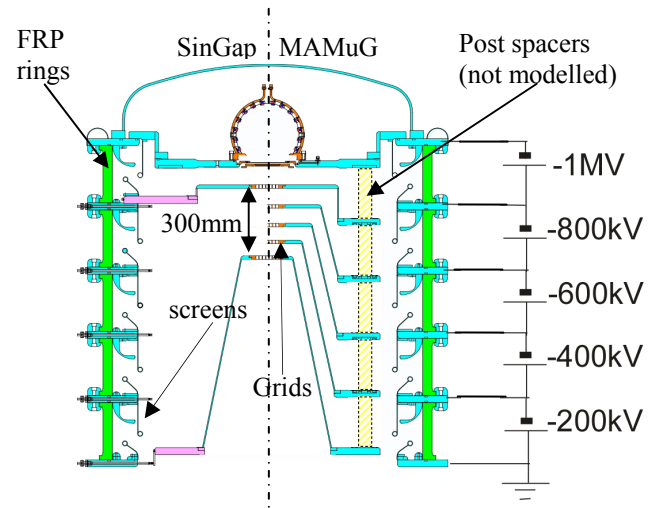 FRP
rings
SinGap
MAMuG
Post spacers
(not modelled)
-1MV
300mm
-800kV
-600kV
screens
-400kV
Grids
-200kV